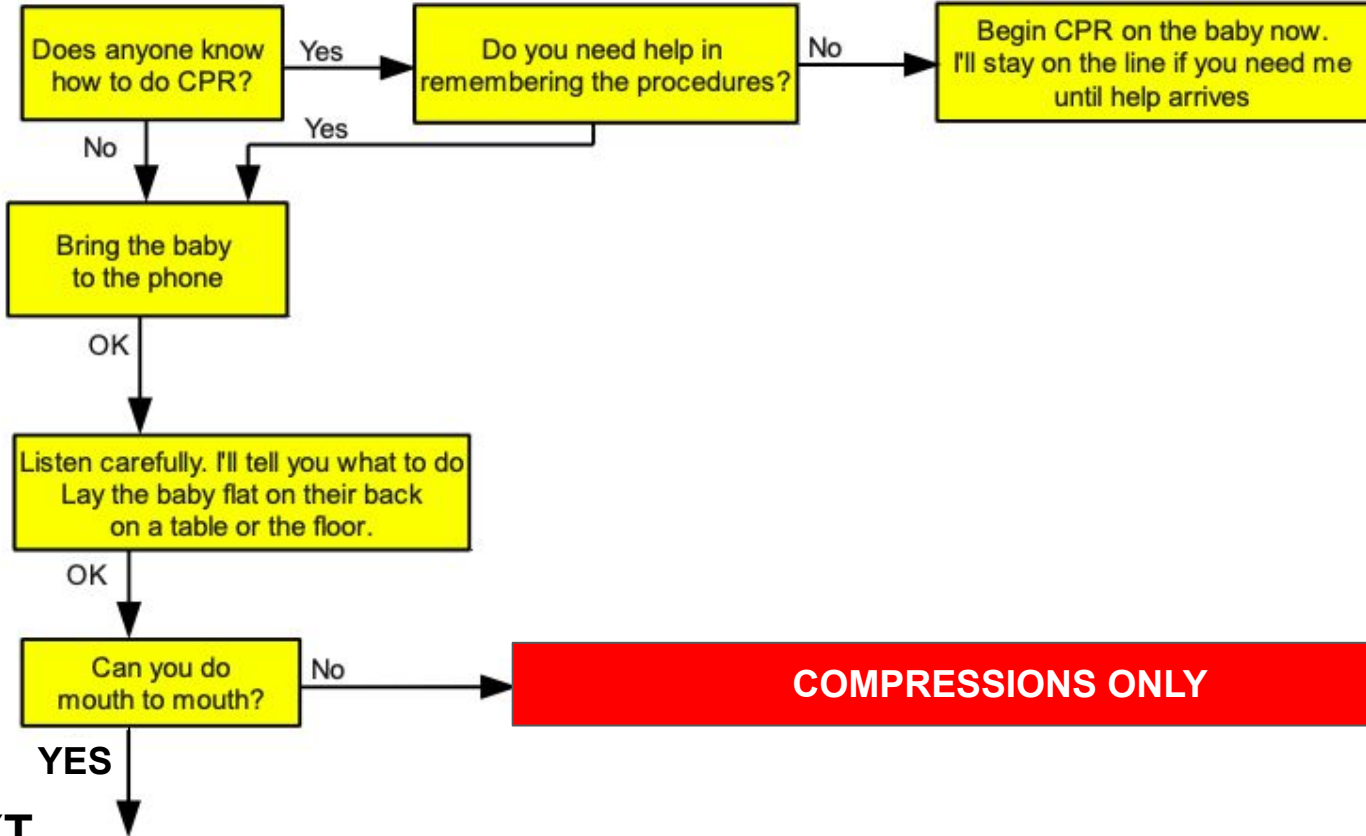 Does anyone know
how to do CPR?
Yes
Do you need help in
remembering the procedures?
No
Begin CPR on the baby now.
I'll stay on the line if you need me
until help arrives
No
Yes
Bring the baby
to the phone
OK
Listen carefully. I'll tell you what to do
Lay the baby flat on their back
on a table or the floor.
OK
Can you do
mouth to mouth?
No
COMPRESSIONS ONLY
YES